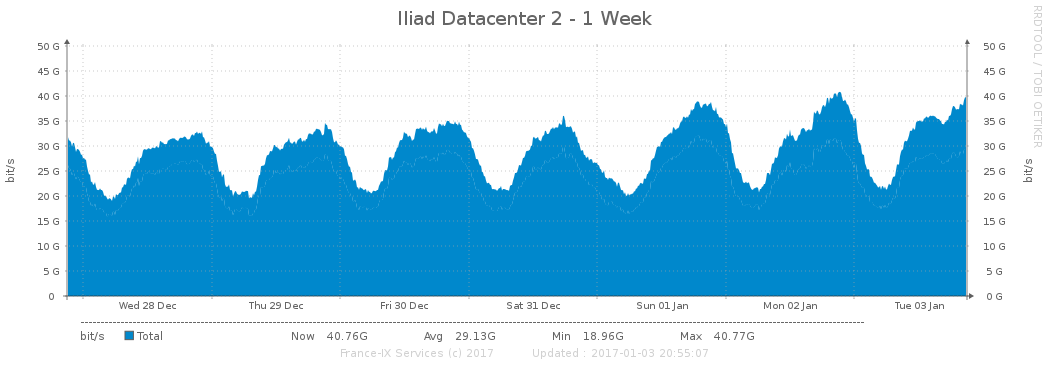 Iliad Datacenter 2 - 1 Week
RRDTOOL / TOBI OETIKER
50 G 50 G
45 G 45 G
40 G 40 G
35 G 35 G
30 G 30 G
25 G 25 G
20 G 20 G
15 G 15 G
10 G 10 G
5 G 5 G
0 0 G
bit/s bit/s
Wed 28 Dec Thu 29 Dec Fri 30 Dec Sat 31 Dec Sun 01 Jan Mon 02 Jan Tue 03 Jan
bit/s Total Now 40.76G Avg 29.13G Min 18.96G Max 40.77G
France-IX Services (c) 2017 Updated : 2017-01-03 20:55:07